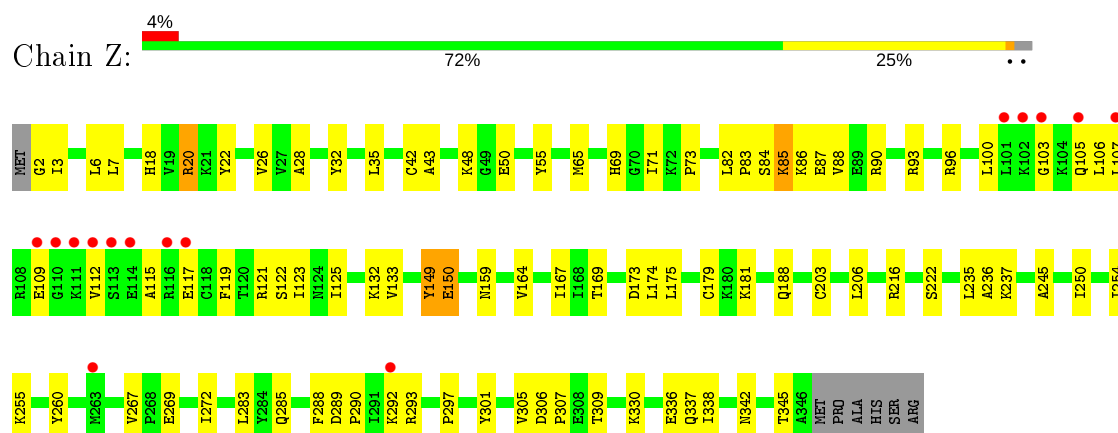 4%
Chain Z:
72%
25%
MET G2 I3 L6 L7 H18 V19 R20 K21 Y22 V26 V27 A28 Y32 L35 C42 A43 K48 G49 E50 Y55 M65 H69 G70 I71 K72 P73 L82 P83 S84 K85 K86 E87 V88 E89 R90 R93 R96 L100 L101 K102 G103 K104 Q105 L106 L107
R108 E109 G110 K111 V112 S113 E114 A115 R116 E117 C118 F119 T120 R121 S122 I123 N124 I125 K132 V133 Y149 E150 N159 V164 I167 I168 T169 D173 L174 L175 C179 K180 K181 Q188 C203 L206 R216 S222 L235 A236 K237 A245 I250 I254
K255 Y260 M263 V267 P268 E269 I272 L283 Y284 Q285 F288 D289 P290 I291 K292 R293 P297 Y301 V305 D306 P307 E308 T309 K330 E336 Q337 I338 N342 T345 A346 MET PRO ALA HIS SER ARG